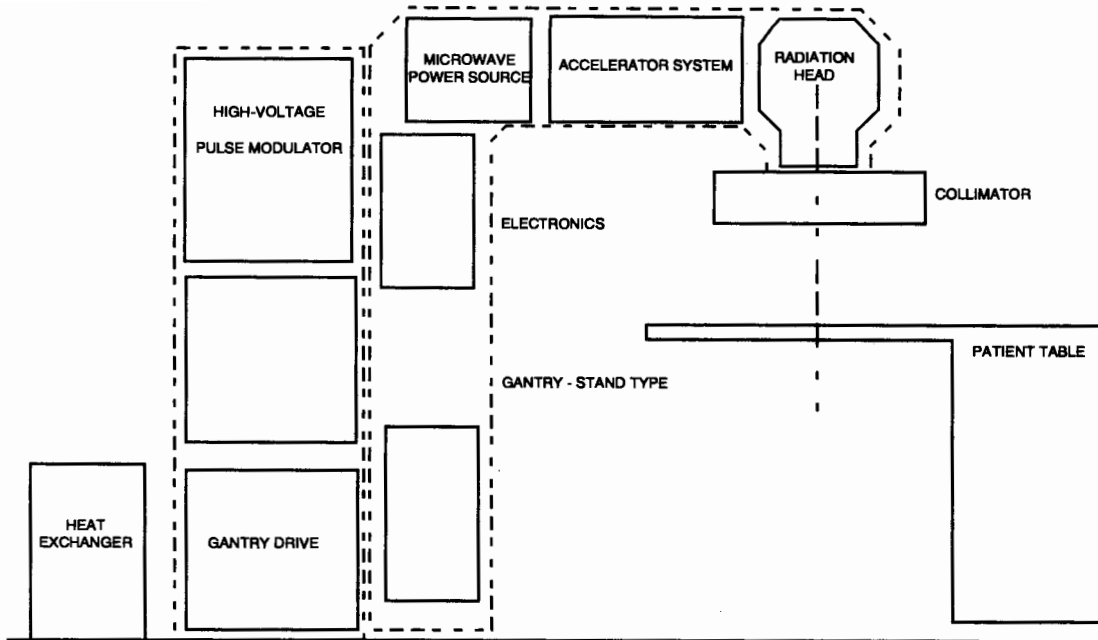 MICROWAVE
POWER SOURCE
ACCELERATOR SYSTEM
RADIATION
HEAD
HIGH-VOLTAGE
PULSE MODULATOR
COLLIMATOR
ELECTRONICS
PATIENT TABLE
GANTRY - STAND TYPE
HEAT
EXCHANGER
GANTRY DRIVE